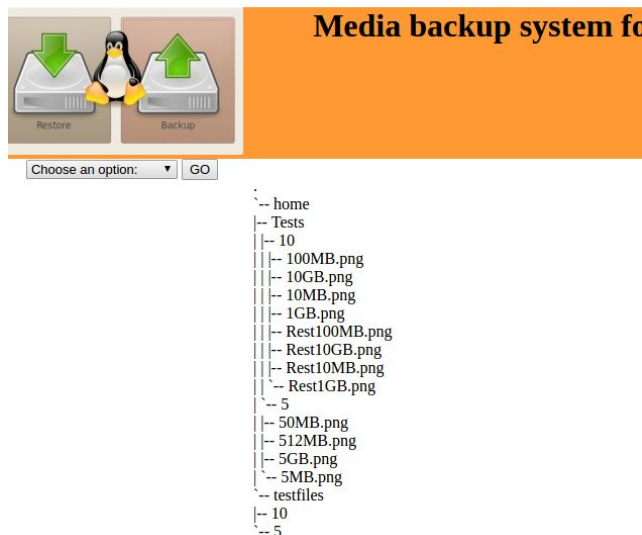 Media backup system fo
Restore
Backup
Choose an option:
GO
.
`-- home
|-- Tests
| |-- 10
| | |-- 100MB.png
| | |-- 10GB.png
| | |-- 10MB.png
| | |-- 1GB.png
| | |-- Rest100MB.png
| | |-- Rest10GB.png
| | |-- Rest10MB.png
| | `-- Rest1GB.png
| `-- 5
| |-- 50MB.png
| |-- 512MB.png
| |-- 5GB.png
| `-- 5MB.png
`-- testfiles
|-- 10
`-- 5